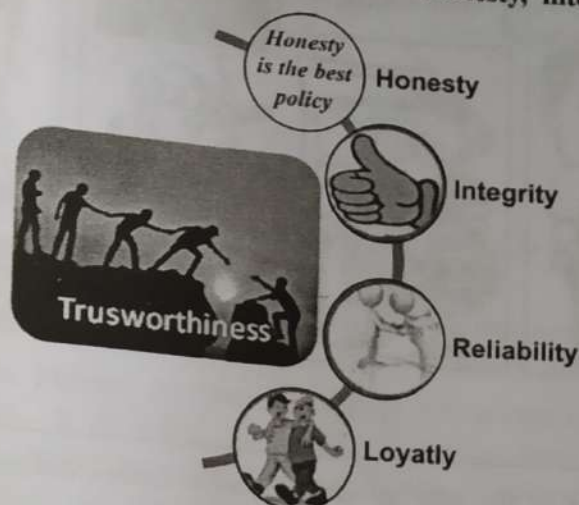 Honesty
is the best
policy
Honesty
Integrity
Trusworthiness
Reliability
Loyatly